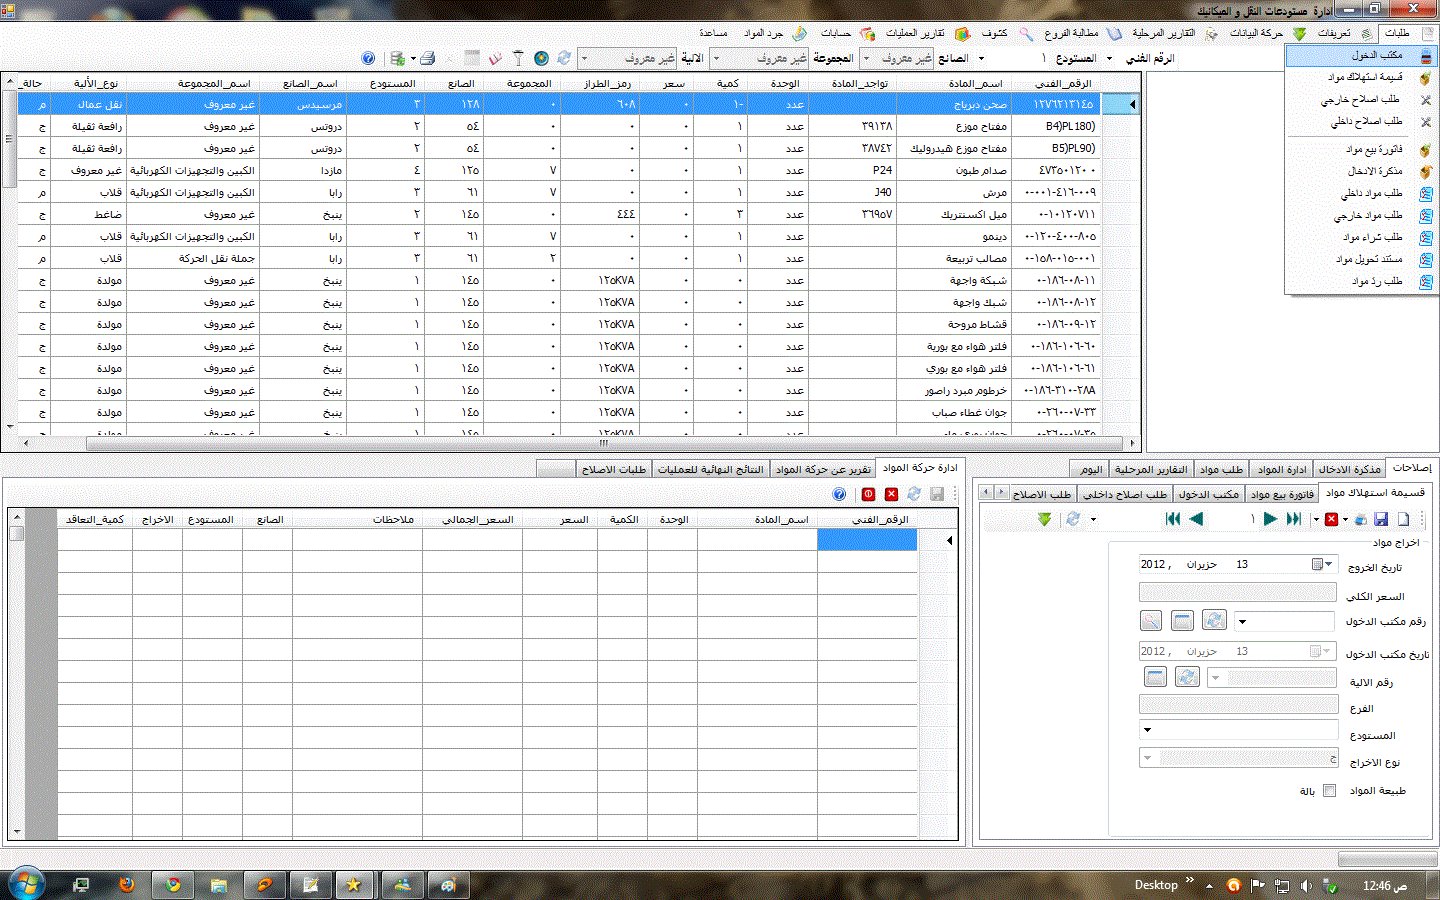 ادارة مستودعات النقل و الميكانيك
طلبات تعريفات حركة البيانات التقارير المرحلية مطالبة الفروع كشوف تقارير العمليات حسابات جرد المواد مساعدة
الرقم الفني المستودع ١ الصانع غير معروف المجموعة غير معروف الالية غير معروف
مكتب الدخول
قسيمة استهلاك مواد
طلب اصلاح خارجي
طلب اصلاح داخلي
فاتورة بيع مواد
مذكرة الادخال
طلب مواد داخلي
طلب مواد خارجي
طلب شراء مواد
مستند تحويل مواد
طلب رد مواد
الرقم_الفني اسم_المادة تواجد_المادة الوحدة كمية سعر رمز_الطراز المجموعة الصانع المستودع اسم_الصانع اسم_المجموعة نوع_الألية حالة_
١٢٧٦٢١٣١٤٥ صحن دبرياج عدد -١ ٠ ٦٠٨ ٠ ١٢٨ ٣ مرسيدس غير معروف نقل عمال م
B4)PL180) مفتاح موزع ٣٩١٣٨ عدد ١ ٠ ٠ ٠ ٥٤ ٢ دروتس غير معروف رافعة ثقيلة ج
B5)PL90) مفتاح موزع هيدروليك ٣٨٧٤٢ عدد ١ ٠ ٠ ٠ ٥٤ ٢ دروتس غير معروف رافعة ثقيلة ج
٤٧٣٥٠١٢٠ ٠ صدام طبون P24 عدد ١ ٠ ٠ ٧ ١٢٥ ٤ مازدا الكبين والتجهيزات الكهربائية غير معروف ج
٠-٠٠١-٤١٦-٠٠٩ مرش J40 عدد ١ ٠ ٠ ٧ ٦١ ٣ رابا الكبين والتجهيزات الكهربائية قلاب م
٠-١٠١٢٠٧١١ ميل اكسنتريك ٣٦٩٥٧ عدد ٣ ٠ ٤٤٤ ٠ ١٤٥ ٢ ينبخ غير معروف ضاغط ج
٠-١٢٠-٤٠٠-٨٠٥ دينمو عدد ١ ٠ ٠ ٧ ٦١ ٣ رابا الكبين والتجهيزات الكهربائية قلاب م
٠-١٥٨-٠١٥-٠٠١ مصالب تربيعة عدد ١ ٠ ٠ ٢ ٦١ ٣ رابا جملة نقل الحركة قلاب م
٠-١٨٦-٠٨-١١ شبكة واجهة عدد ٠ ٠ ١٢٥KVA ٠ ١٤٥ ١ ينبخ غير معروف مولدة ج
٠-١٨٦-٠٨-١٢ شبك واجهة عدد ٠ ٠ ١٢٥KVA ٠ ١٤٥ ١ ينبخ غير معروف مولدة ج
٠-١٨٦-٠٩-١٢ قشاط مروحة عدد ٠ ٠ ١٢٥KVA ٠ ١٤٥ ١ ينبخ غير معروف مولدة ج
٠-١٨٦-١٠٦-٦٠ فلتر هواء مع بورية عدد ٠ ٠ ١٢٥KVA ٠ ١٤٥ ١ ينبخ غير معروف مولدة ج
٠-١٨٦-١٠٦-٦١ فلتر هواء مع بوري عدد ٠ ٠ ١٢٥KVA ٠ ١٤٥ ١ ينبخ غير معروف مولدة ج
٠-١٨٦-٣١٠-٢٨٨ خرطوم مبرد راصور عدد ٠ ٠ ١٢٥KVA ٠ ١٤٥ ١ ينبخ غير معروف مولدة ج
٠-٢٦٠-٠٧-٣٣ جوان غطاء صباب عدد ٠ ٠ ١٢٥KVA ٠ ١٤٥ ١ ينبخ غير معروف مولدة ج
إصلاحات مذكرة الادخال ادارة المواد طلب مواد التقارير المرحلية اليوم
قسيمة استهلاك مواد فاتورة بيع مواد مكتب الدخول طلب اصلاح داخلي طلب الاصلاح
١
اخراج مواد
تاريخ الخروج 13 حزيران , 2012
السعر الكلي
رقم مكتب الدخول
تاريخ مكتب الدخول 13 حزيران , 2012
رقم الالية
الفرع
المستودع
نوع الاخراج ج
طبيعة المواد بالة
ادارة حركة المواد تقرير عن حركة المواد النتائج النهائية للعمليات طلبات الاصلاح
الرقم_الفني اسم_المادة الوحدة الكمية السعر السعر_الجمالي ملاحظات الصانع المستودع الاخراج كمية_التعاقد
Desktop
12:46 ص